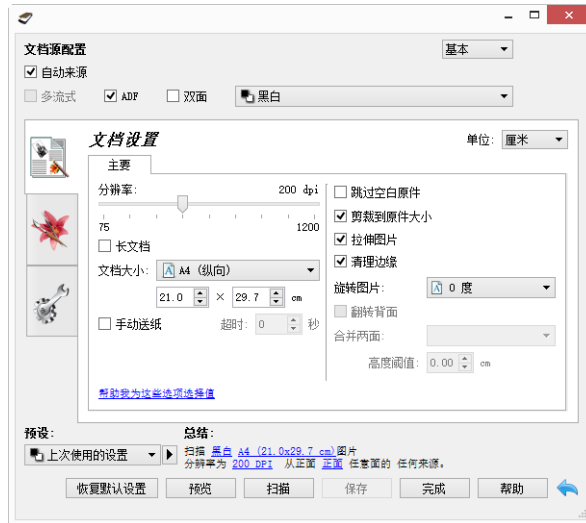 文档源配置
基本
自动来源
多流式 ADF 双面 黑白
文档设置
单位: 厘米
主要
分辨率: 200 dpi
75 1200
长文档
文档大小: A4 (纵向)
21.0 × 29.7 cm
手动送纸 超时: 0 秒
帮助我为这些选项选择值
跳过空白原件
剪裁到原件大小
拉伸图片
清理边缘
旋转图片: 0 度
翻转背面
合并两面:
高度阈值: 0.00 cm
预设:
上次使用的设置
总结:
扫描 黑白 A4 (21.0x29.7 cm)图片
分辨率为 200 DPI 从正面 正面 任意面的 任何来源。
恢复默认设置 预览 扫描 保存 完成 帮助